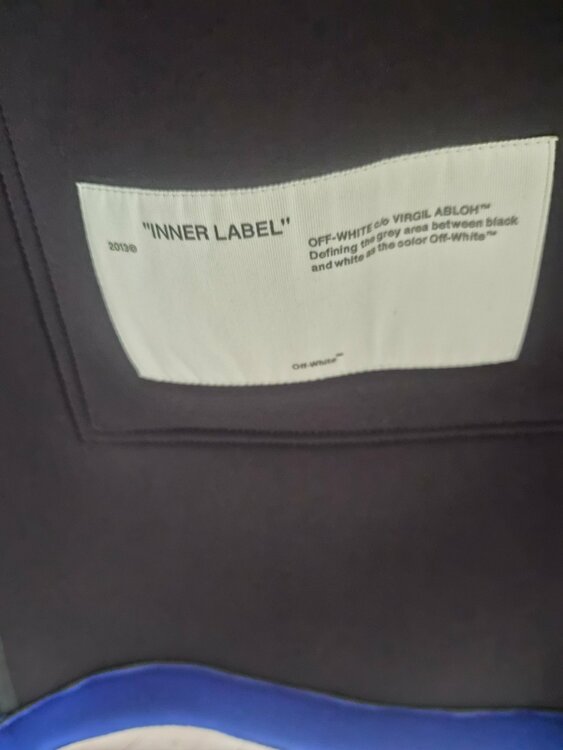 2013©
"INNER LABEL"
OFF-WHITE c/o VIRGIL ABLOH™
Defining the grey area between black
and white as the color Off-White™
Off-White™